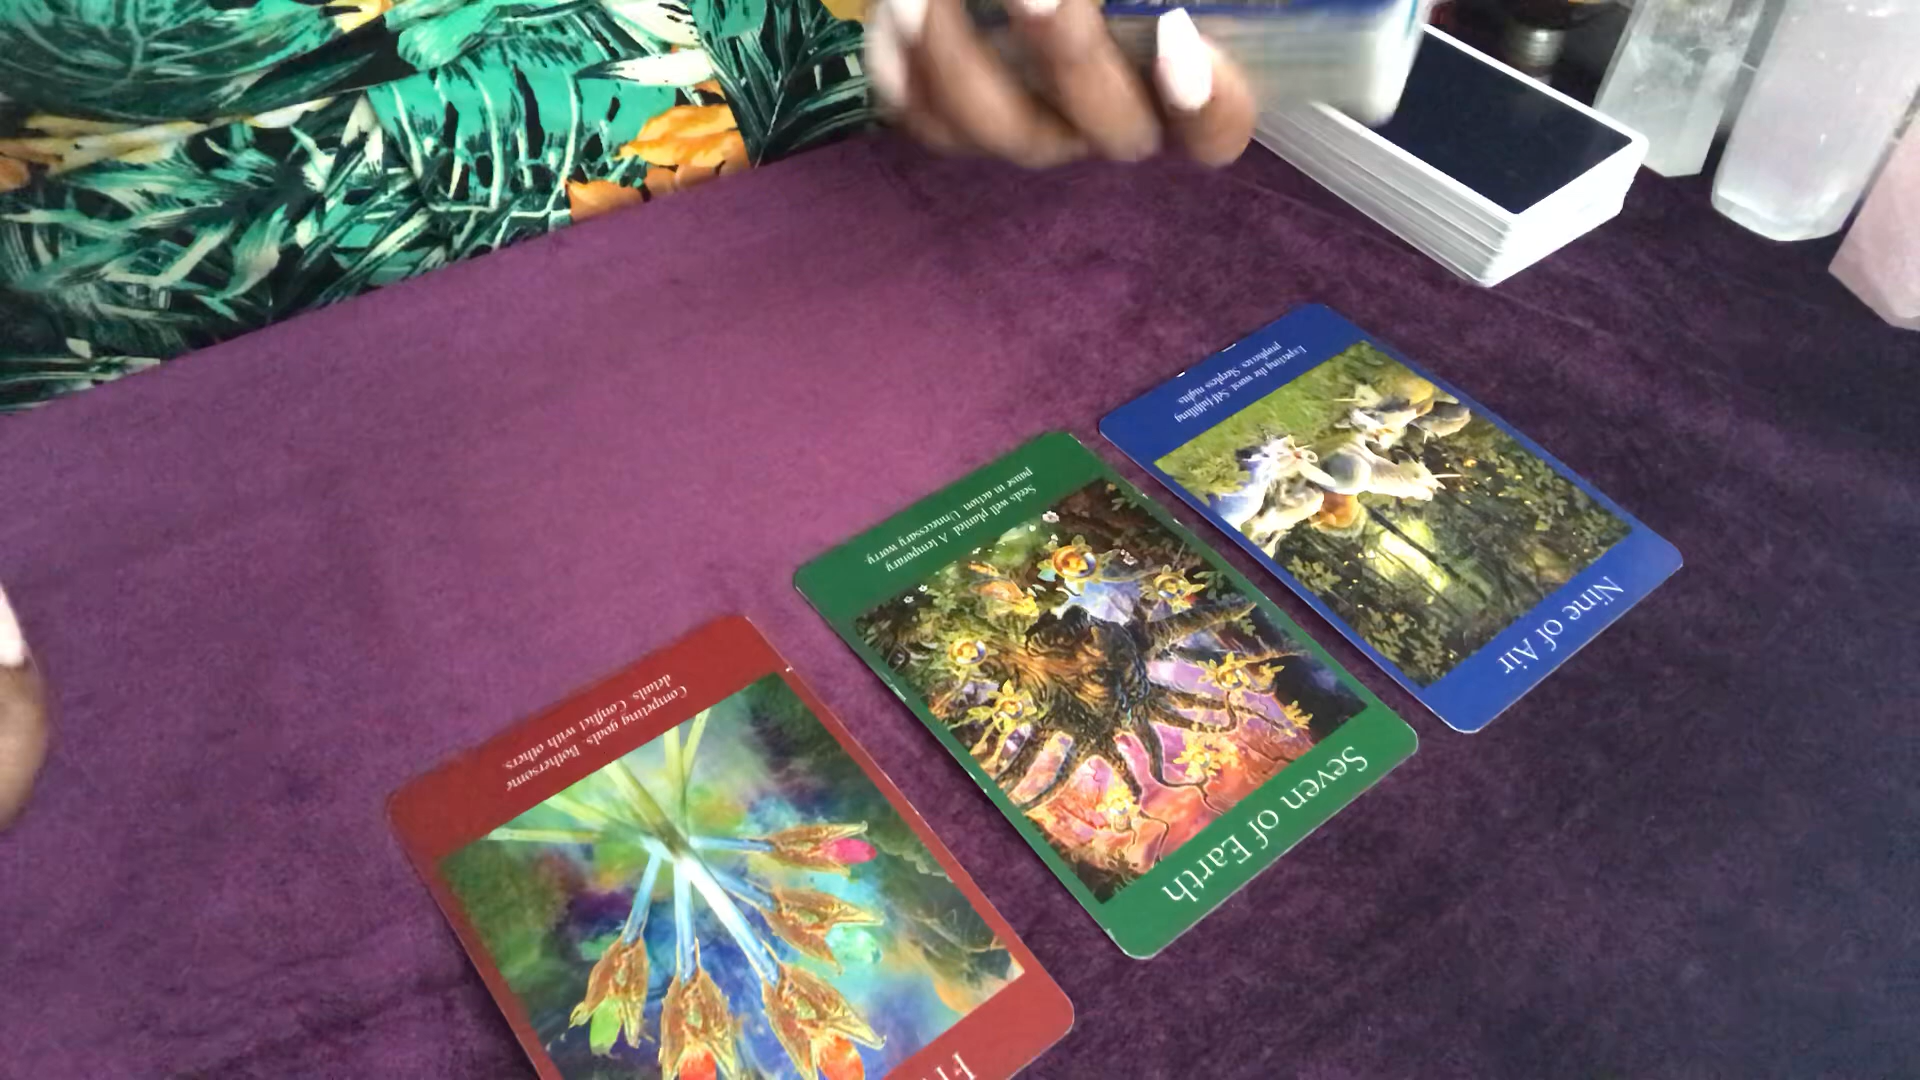 Nine of Air
Expecting the worst. Self-fulfilling
prophecies. Sleepless nights.
Seven of Earth
Seeds well planted. A temporary
pause in action. Unnecessary worry.
Competing goals. Bothersome
details. Conflict with others.